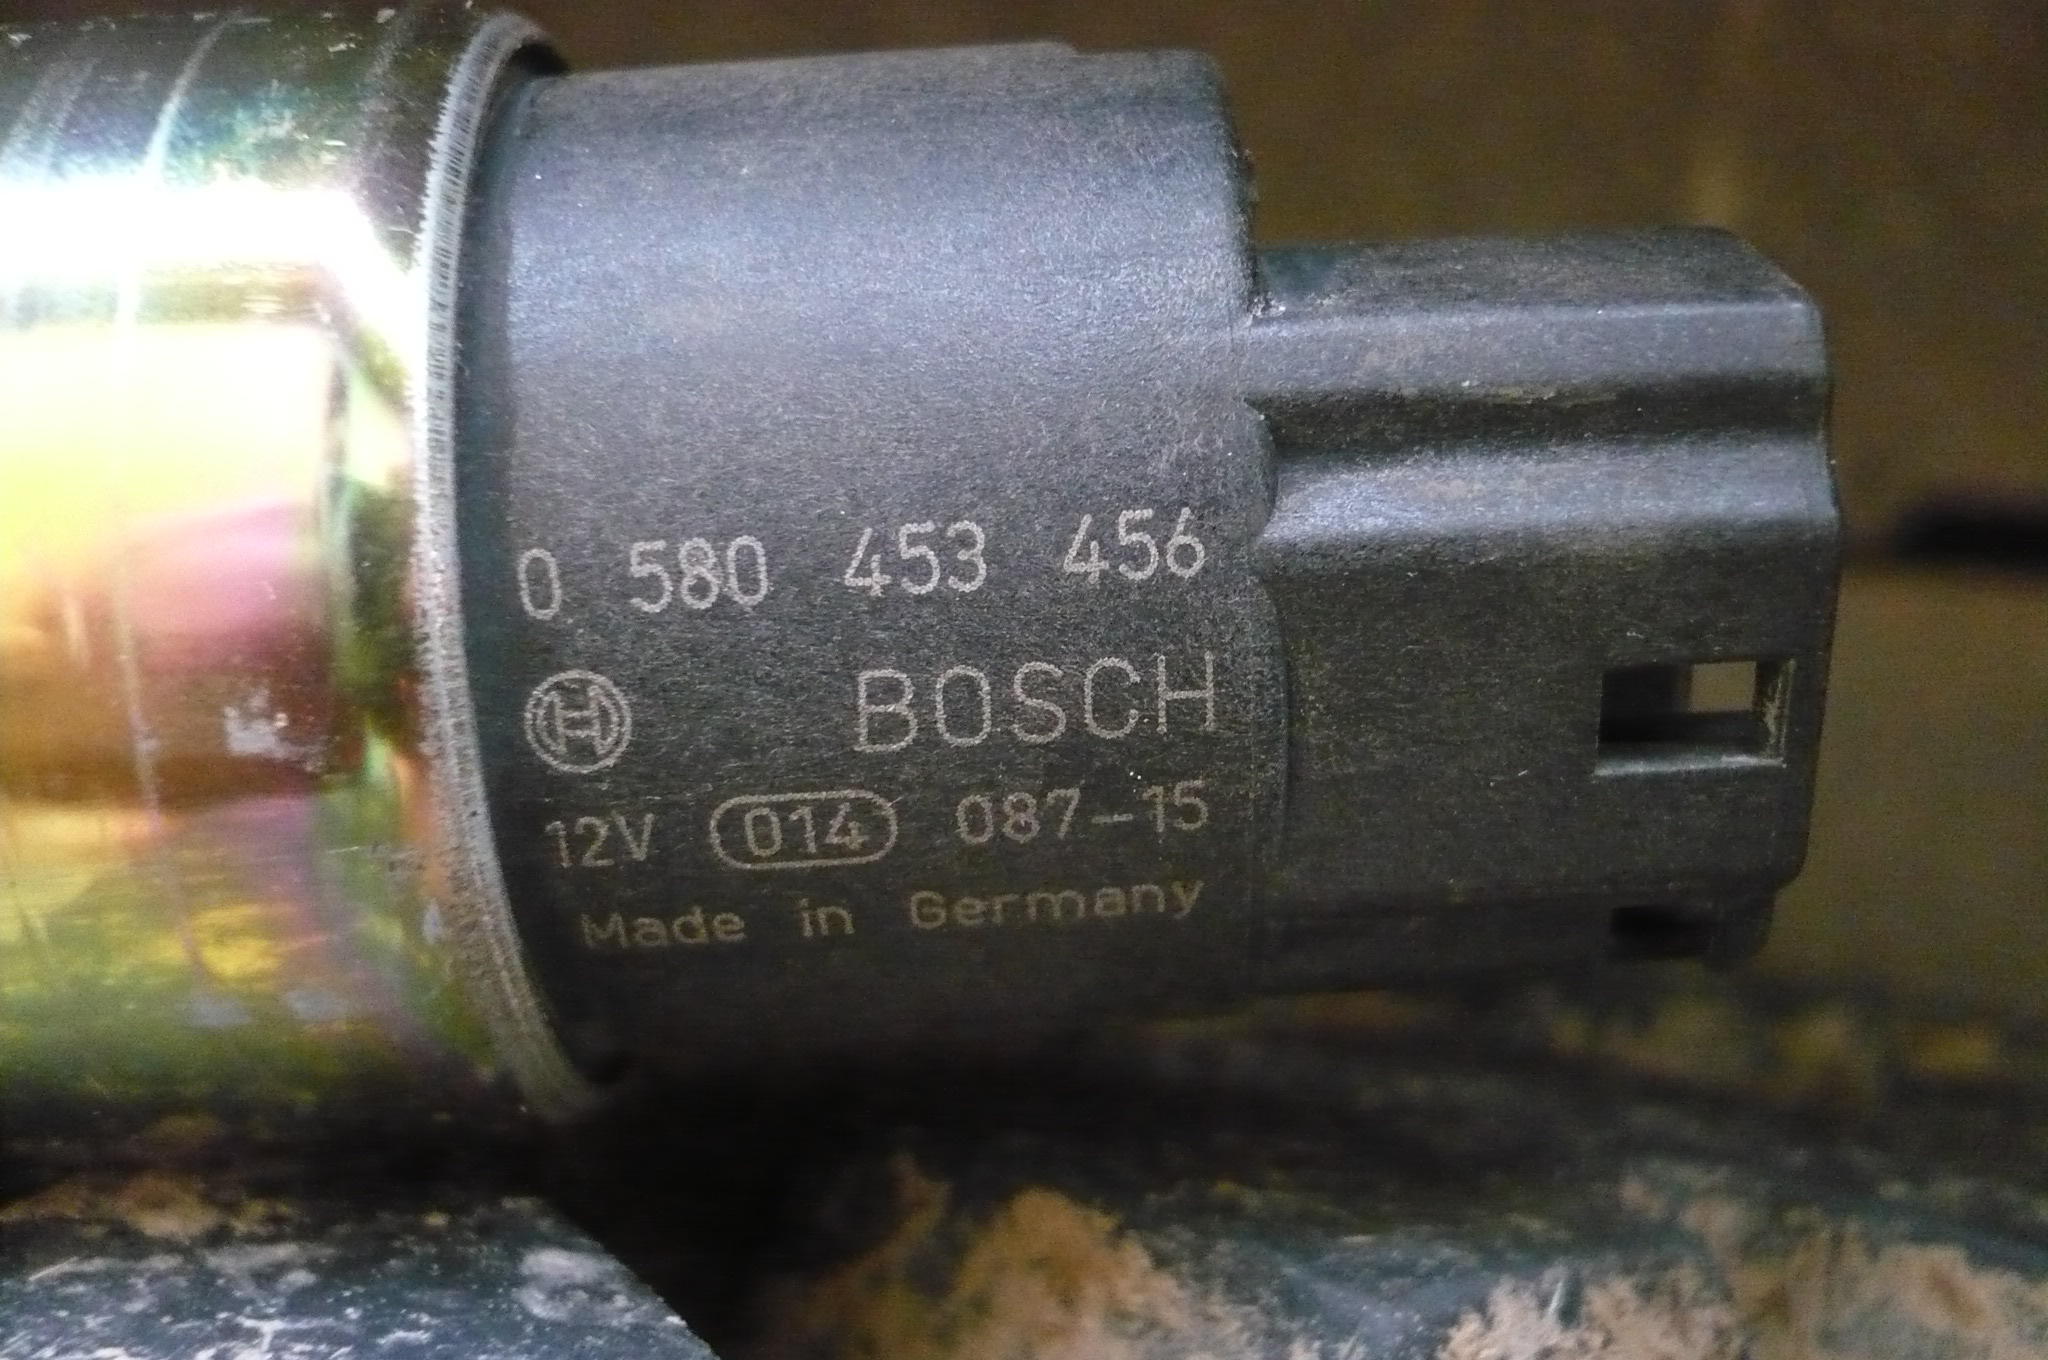 0 580 453 456
BOSCH
12V 014 087-15
Made in Germany